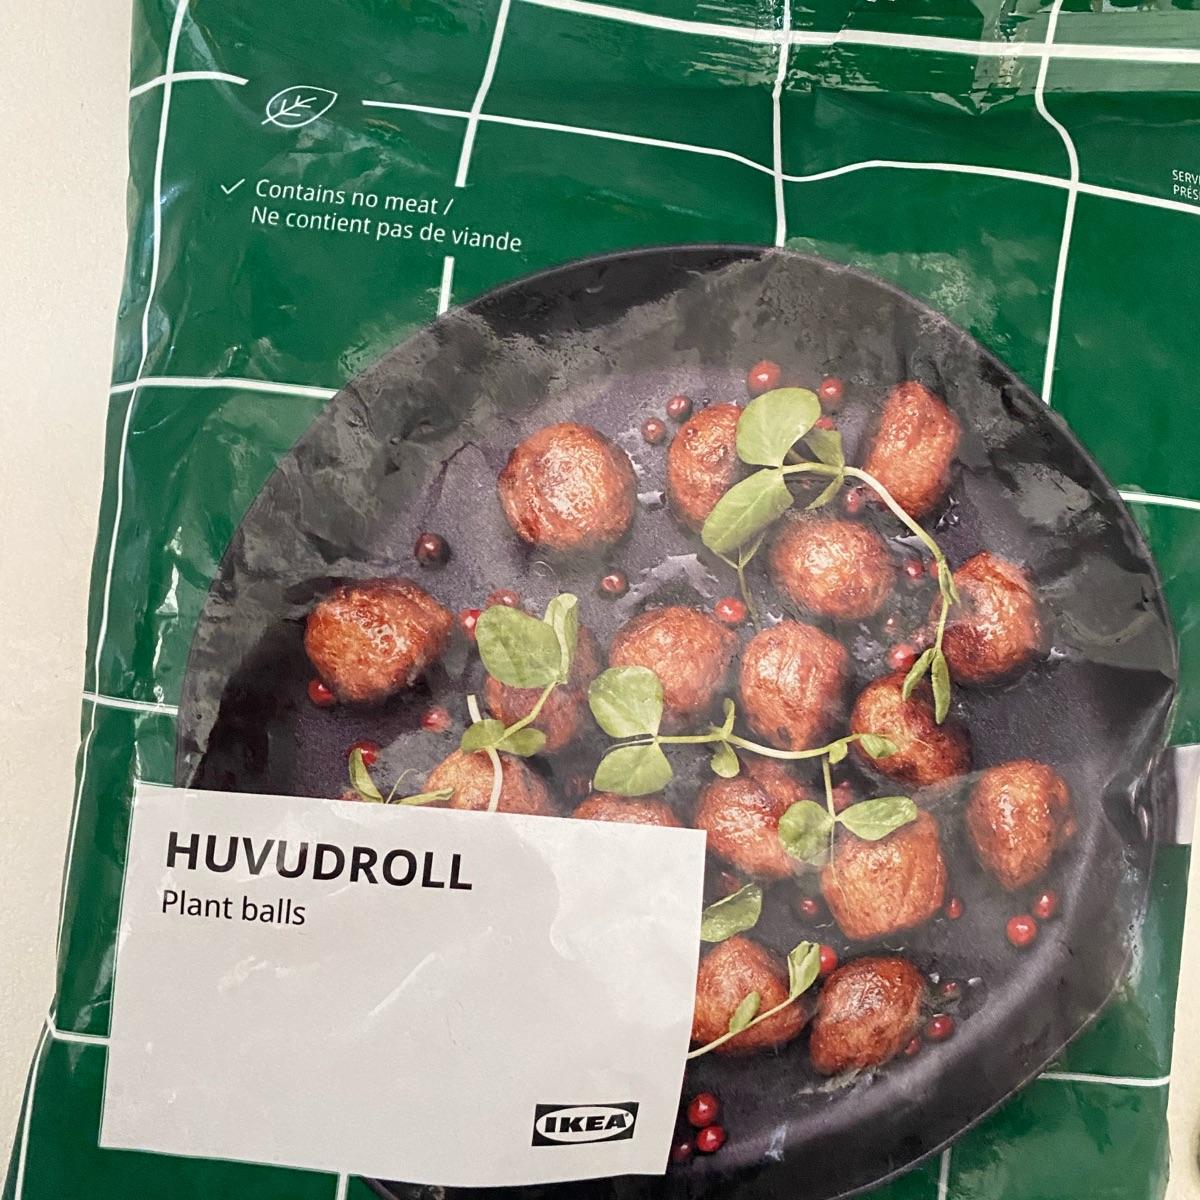 Contains no meat /
Ne contient pas de viande
HUVUDROLL
Plant balls
IKEA